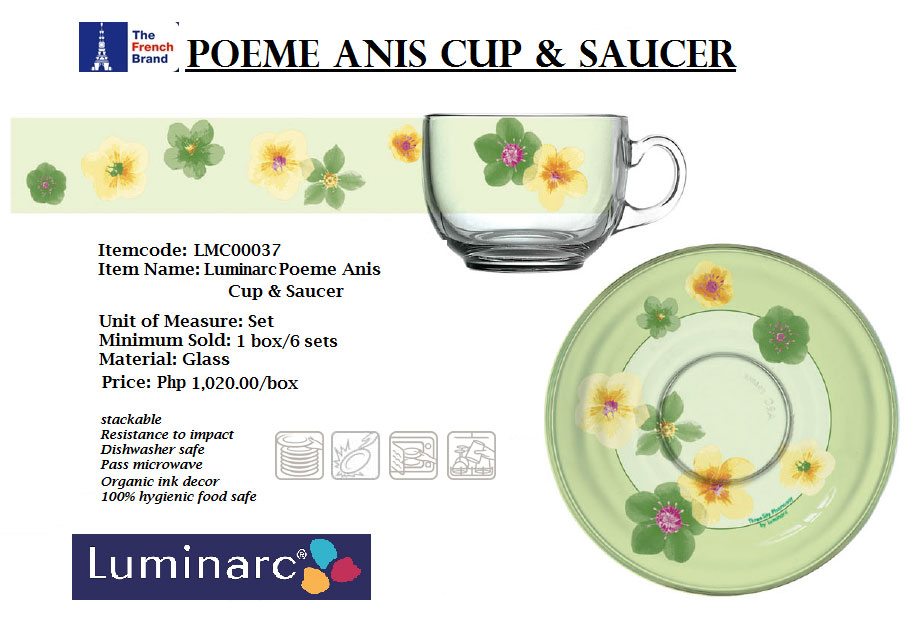 The
French
Brand
POEME ANIS CUP & SAUCER
Itemcode: LMC00037
Item Name: Luminarc Poeme Anis
Cup & Saucer
Unit of Measure: Set
Minimum Sold: 1 box/6 sets
Material: Glass
Price: Php 1,020.00/box
stackable
Resistance to impact
Dishwasher safe
Pass microwave
Organic ink decor
100% hygienic food safe
by Luminarc
Luminarc®